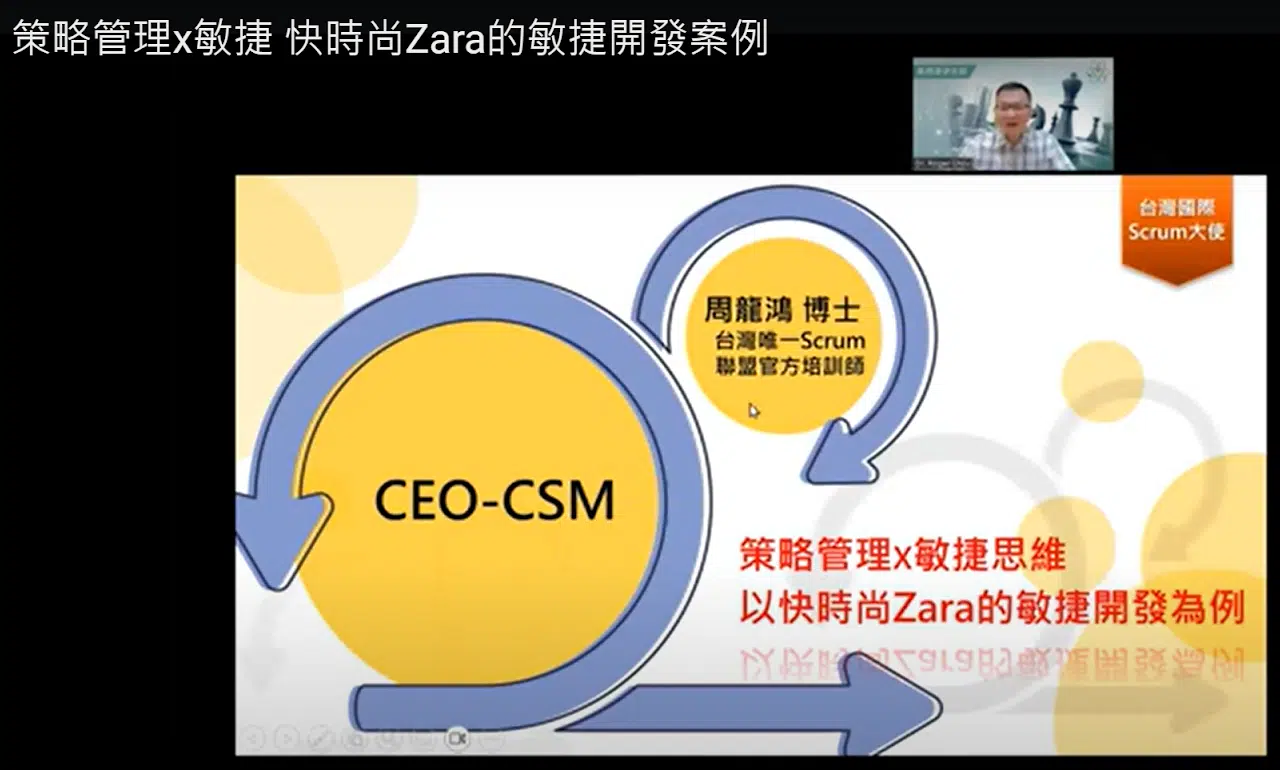 策略管理x敏捷 快時尚Zara的敏捷開發案例
台灣國際
Scrum大使
周龍鴻 博士
台灣唯一Scrum
聯盟官方培訓師
CEO-CSM
策略管理x敏捷思維
以快時尚Zara的敏捷開發為例